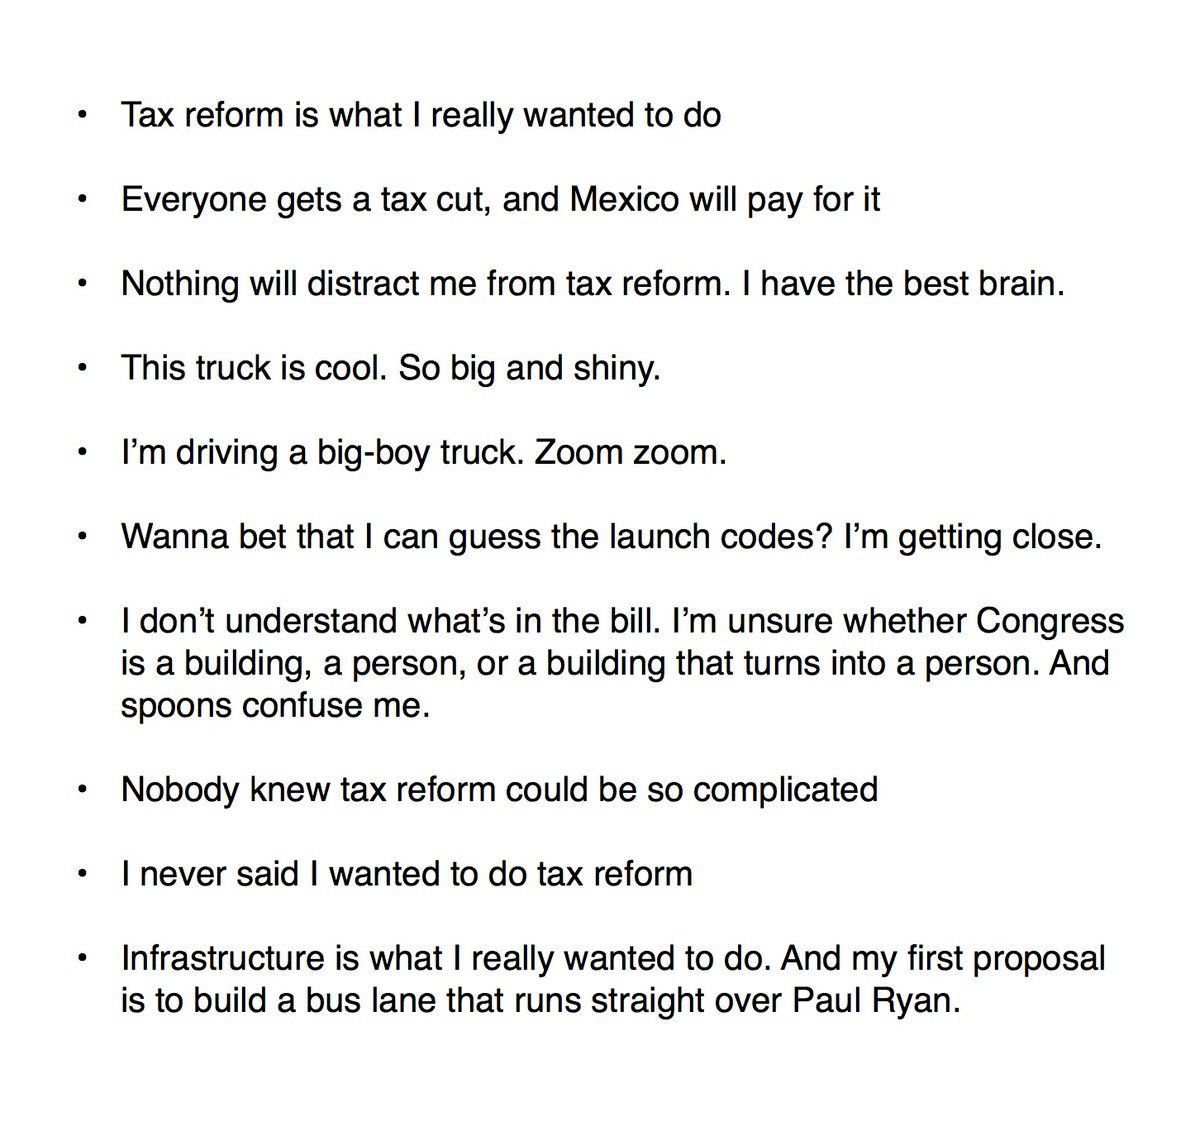 • Tax reform is what I really wanted to do
• Everyone gets a tax cut, and Mexico will pay for it
• Nothing will distract me from tax reform. I have the best brain.
• This truck is cool. So big and shiny.
• I’m driving a big-boy truck. Zoom zoom.
• Wanna bet that I can guess the launch codes? I’m getting close.
• I don’t understand what’s in the bill. I’m unsure whether Congress
is a building, a person, or a building that turns into a person. And
spoons confuse me.
• Nobody knew tax reform could be so complicated
• I never said I wanted to do tax reform
• Infrastructure is what I really wanted to do. And my first proposal
is to build a bus lane that runs straight over Paul Ryan.